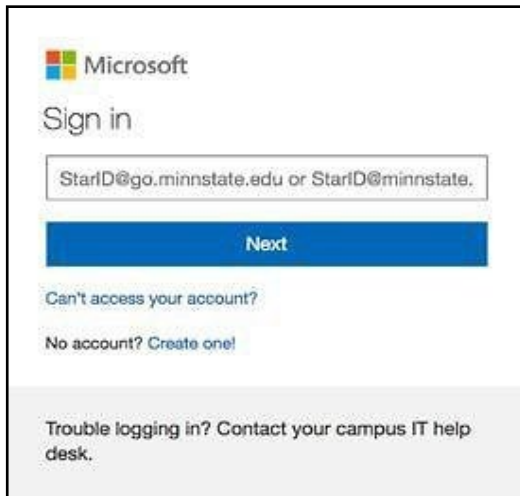 Microsoft
Sign in
StarID@go.minnstate.edu or StarID@minnstate.
Next
Can't access your account?
No account? Create one!
Trouble logging in? Contact your campus IT help
desk.